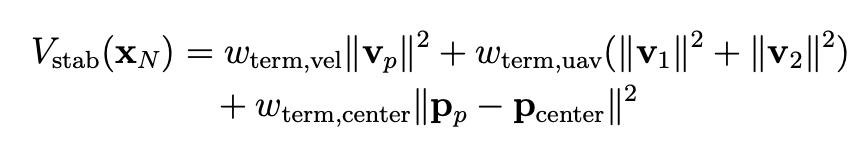 V_stab(𝐱_N) = w_term,vel‖𝐯_p‖² + w_term,uav(‖𝐯_1‖² + ‖𝐯_2‖²)
+ w_term,center‖𝐩_p − 𝐩_center‖²